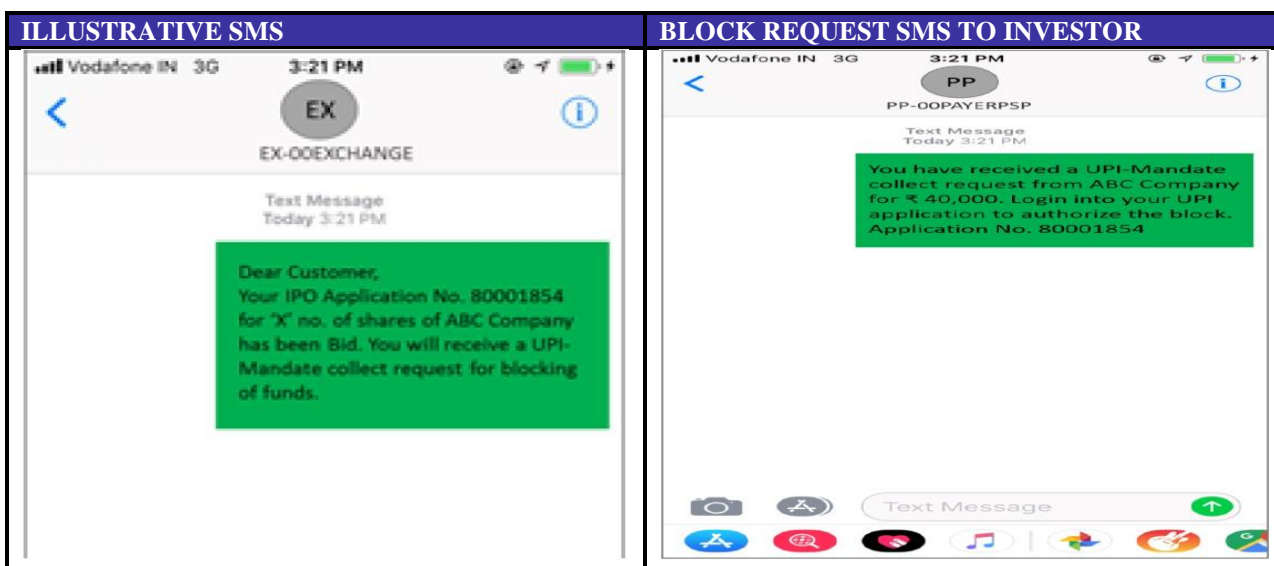 ILLUSTRATIVE SMS
Vodafone IN 3G 3:21 PM
EX
EX-OOEXCHANGE
Text Message
Today 3:21 PM
Dear Customer,
Your IPO Application No. 80001854
for 'X' no. of shares of ABC Company
has been Bid. You will receive a UPI-
Mandate collect request for blocking
of funds.
BLOCK REQUEST SMS TO INVESTOR
Vodafone IN 3G 3:21 PM
PP
PP-OOPAYERPSP
Text Message
Today 3:21 PM
You have received a UPI-Mandate
collect request from ABC Company
for ₹ 40,000. Login into your UPI
application to authorize the block.
Application No. 80001854
Text Message